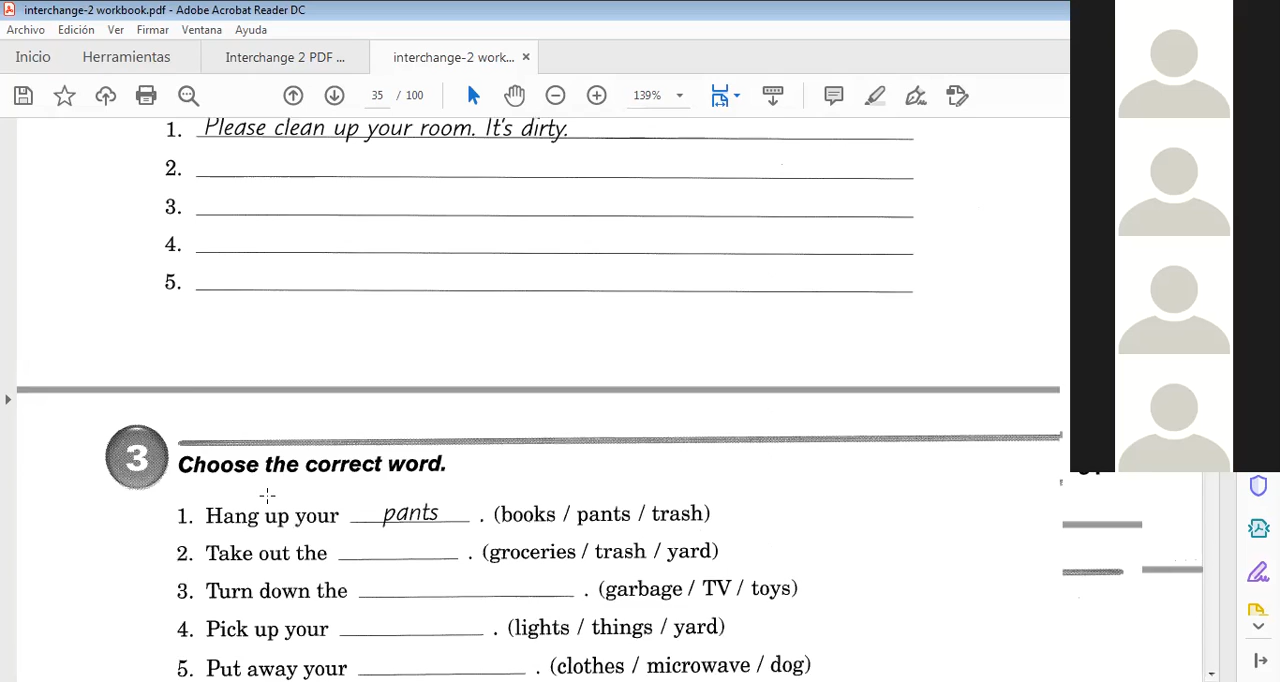 interchange-2 workbook.pdf - Adobe Acrobat Reader DC
Archivo Edición Ver Firmar Ventana Ayuda
Inicio Herramientas Interchange 2 PDF ... interchange-2 work... ×
35 / 100 139%
1. Please clean up your room. It's dirty.
2.
3.
4.
5.
3 Choose the correct word.
1. Hang up your pants . (books / pants / trash)
2. Take out the . (groceries / trash / yard)
3. Turn down the . (garbage / TV / toys)
4. Pick up your . (lights / things / yard)
5. Put away your . (clothes / microwave / dog)